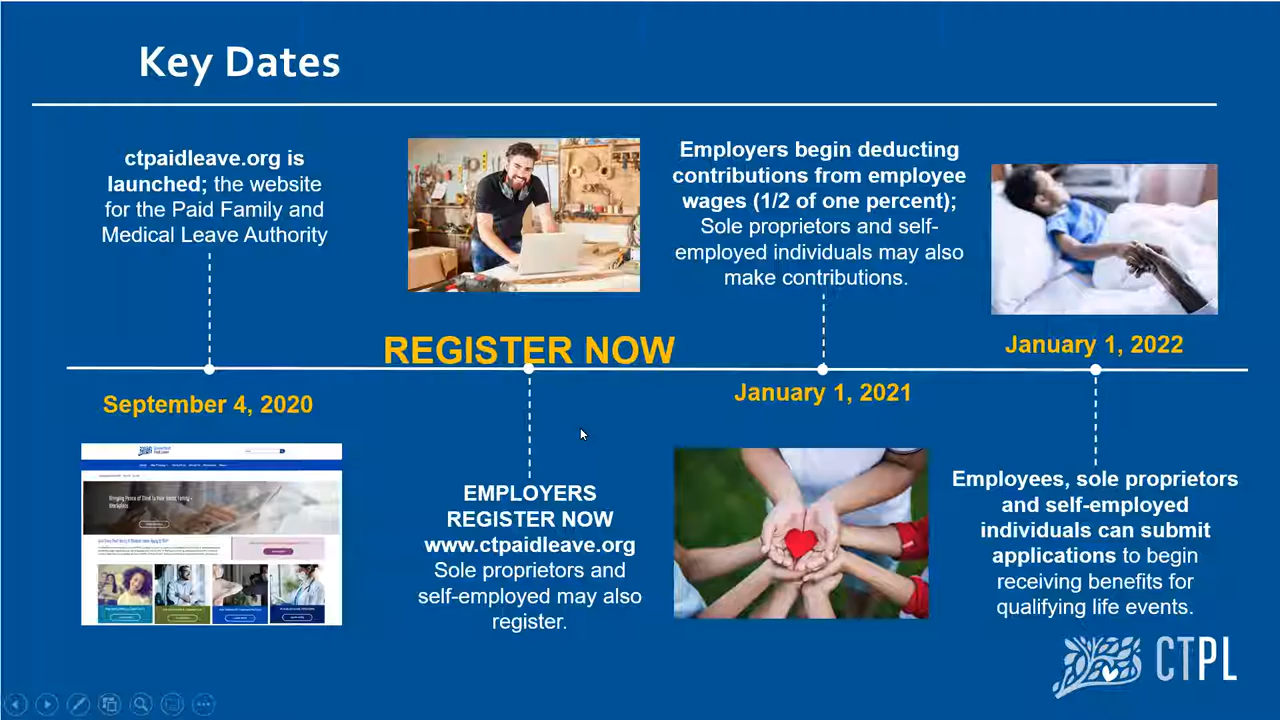 Key Dates
ctpaidleave.org is
launched; the website
for the Paid Family and
Medical Leave Authority
September 4, 2020
REGISTER NOW
EMPLOYERS
REGISTER NOW
www.ctpaidleave.org
Sole proprietors and
self-employed may also
register.
Employers begin deducting
contributions from employee
wages (1/2 of one percent);
Sole proprietors and self-
employed individuals may also
make contributions.
January 1, 2021
January 1, 2022
Employees, sole proprietors
and self-employed
individuals can submit
applications to begin
receiving benefits for
qualifying life events.
CTPL